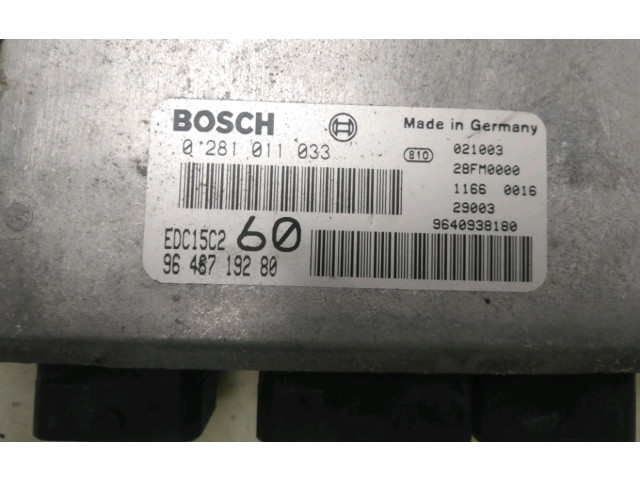 BOSCH
Made in Germany
0 281 011 033
810
021003
28FM0000
1166 0016
29003
9640938180
EDC15C2 60
96 487 192 80